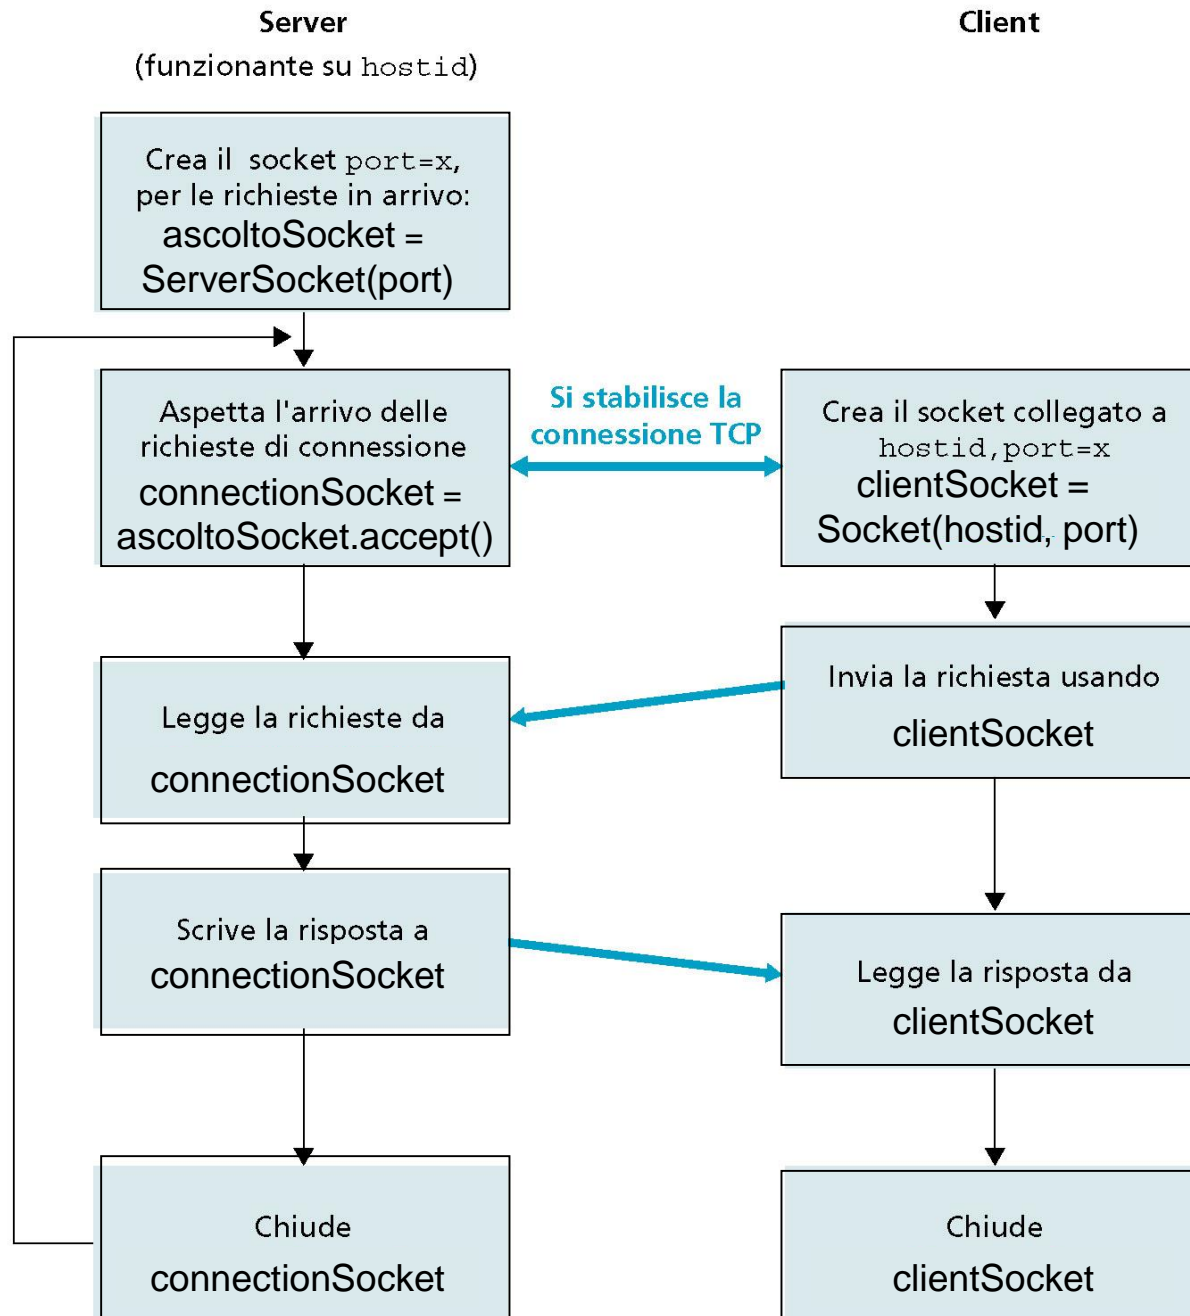 Server
(funzionante su hostid)
Client
Crea il socket port=x,
per le richieste in arrivo:
ascoltoSocket =
ServerSocket(port)
Aspetta l'arrivo delle
richieste di connessione
connectionSocket =
ascoltoSocket.accept()
Si stabilisce la
connessione TCP
Crea il socket collegato a
hostid,port=x
clientSocket =
Socket(hostid, port)
Invia la richiesta usando
clientSocket
Legge la richieste da
connectionSocket
Scrive la risposta a
connectionSocket
Legge la risposta da
clientSocket
Chiude
connectionSocket
Chiude
clientSocket